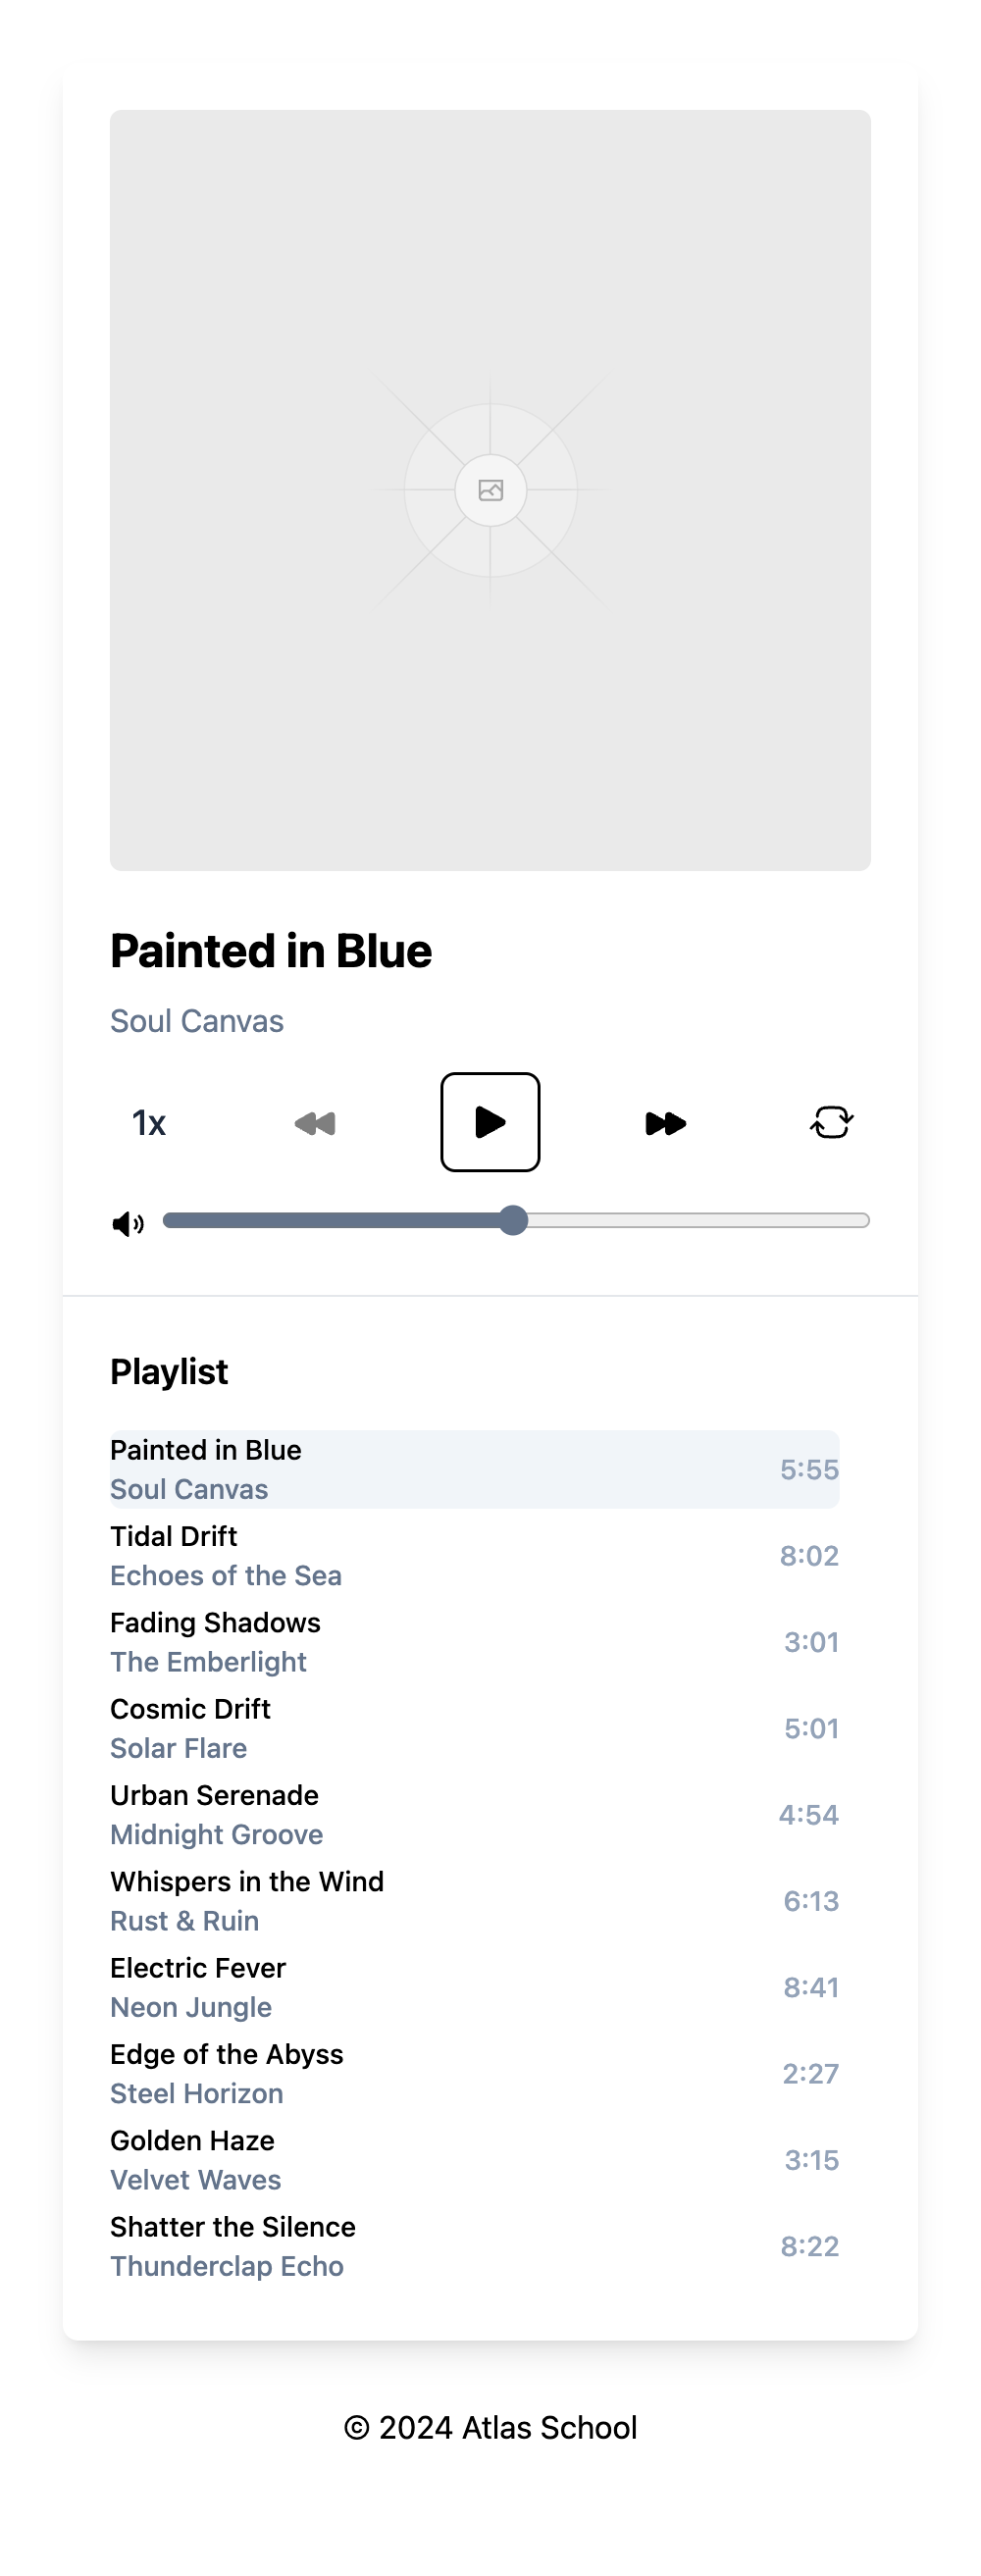 Painted in Blue
Soul Canvas
1x
Playlist
Painted in Blue
Soul Canvas
5:55
Tidal Drift
Echoes of the Sea
8:02
Fading Shadows
The Emberlight
3:01
Cosmic Drift
Solar Flare
5:01
Urban Serenade
Midnight Groove
4:54
Whispers in the Wind
Rust & Ruin
6:13
Electric Fever
Neon Jungle
8:41
Edge of the Abyss
Steel Horizon
2:27
Golden Haze
Velvet Waves
3:15
Shatter the Silence
Thunderclap Echo
8:22
© 2024 Atlas School